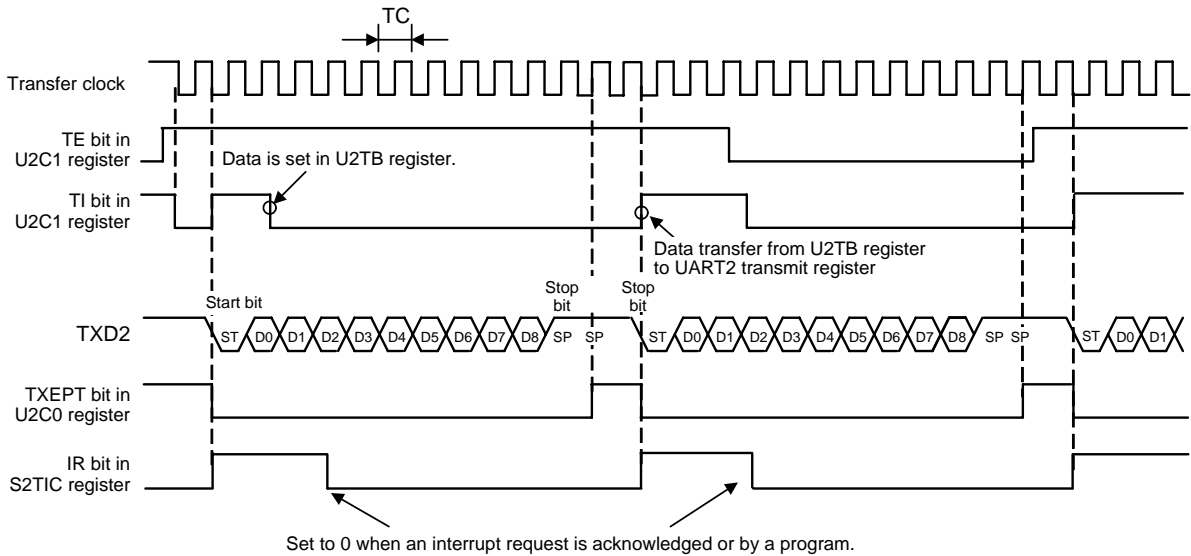 TC
Transfer clock
TE bit in
U2C1 register
Data is set in U2TB register.
TI bit in
U2C1 register
Data transfer from U2TB register
to UART2 transmit register
Start bit
Stop
bit
Stop
bit
TXD2
ST D0 D1 D2 D3 D4 D5 D6 D7 D8 SP SP ST D0 D1 D2 D3 D4 D5 D6 D7 D8 SP SP ST D0 D1
TXEPT bit in
U2C0 register
IR bit in
S2TIC register
Set to 0 when an interrupt request is acknowledged or by a program.